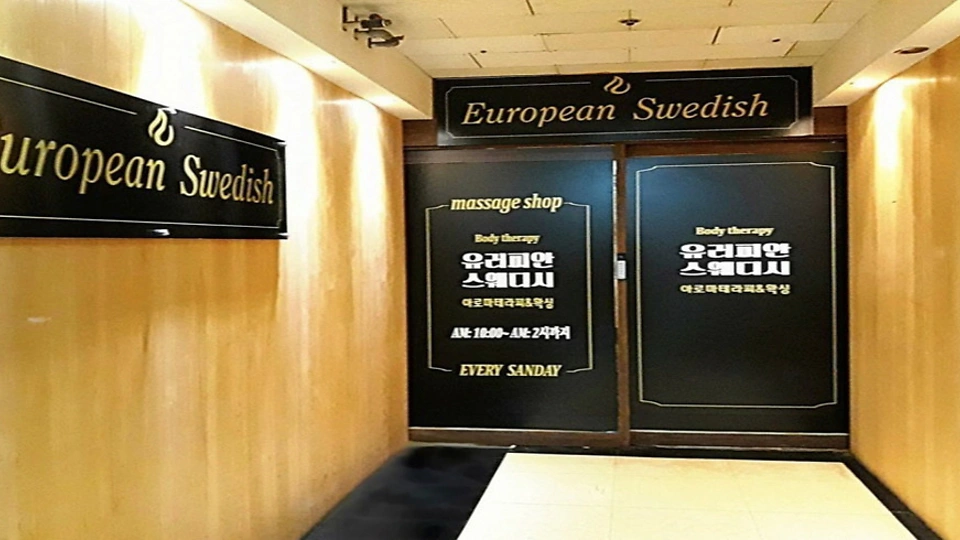 European Swedish
European Swedish
massage shop
Body therapy
유러피안
스웨디시
아로마테라피&왁싱
AM: 10:00~ AM: 2시까지
EVERY SANDAY
Body therapy
유러피안
스웨디시
아로마테라피&왁싱